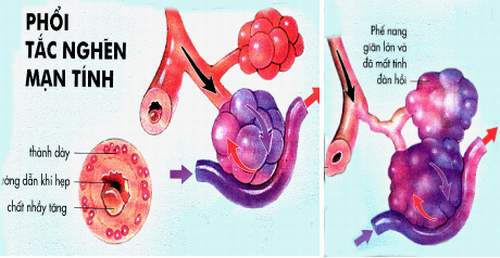 PHỔI
TẮC NGHẼN
MẠN TÍNH
thành dày
ường dẫn khí hẹp
chất nhầy tăng
Phế nang
giãn lớn và
đã mất tính
đàn hồi